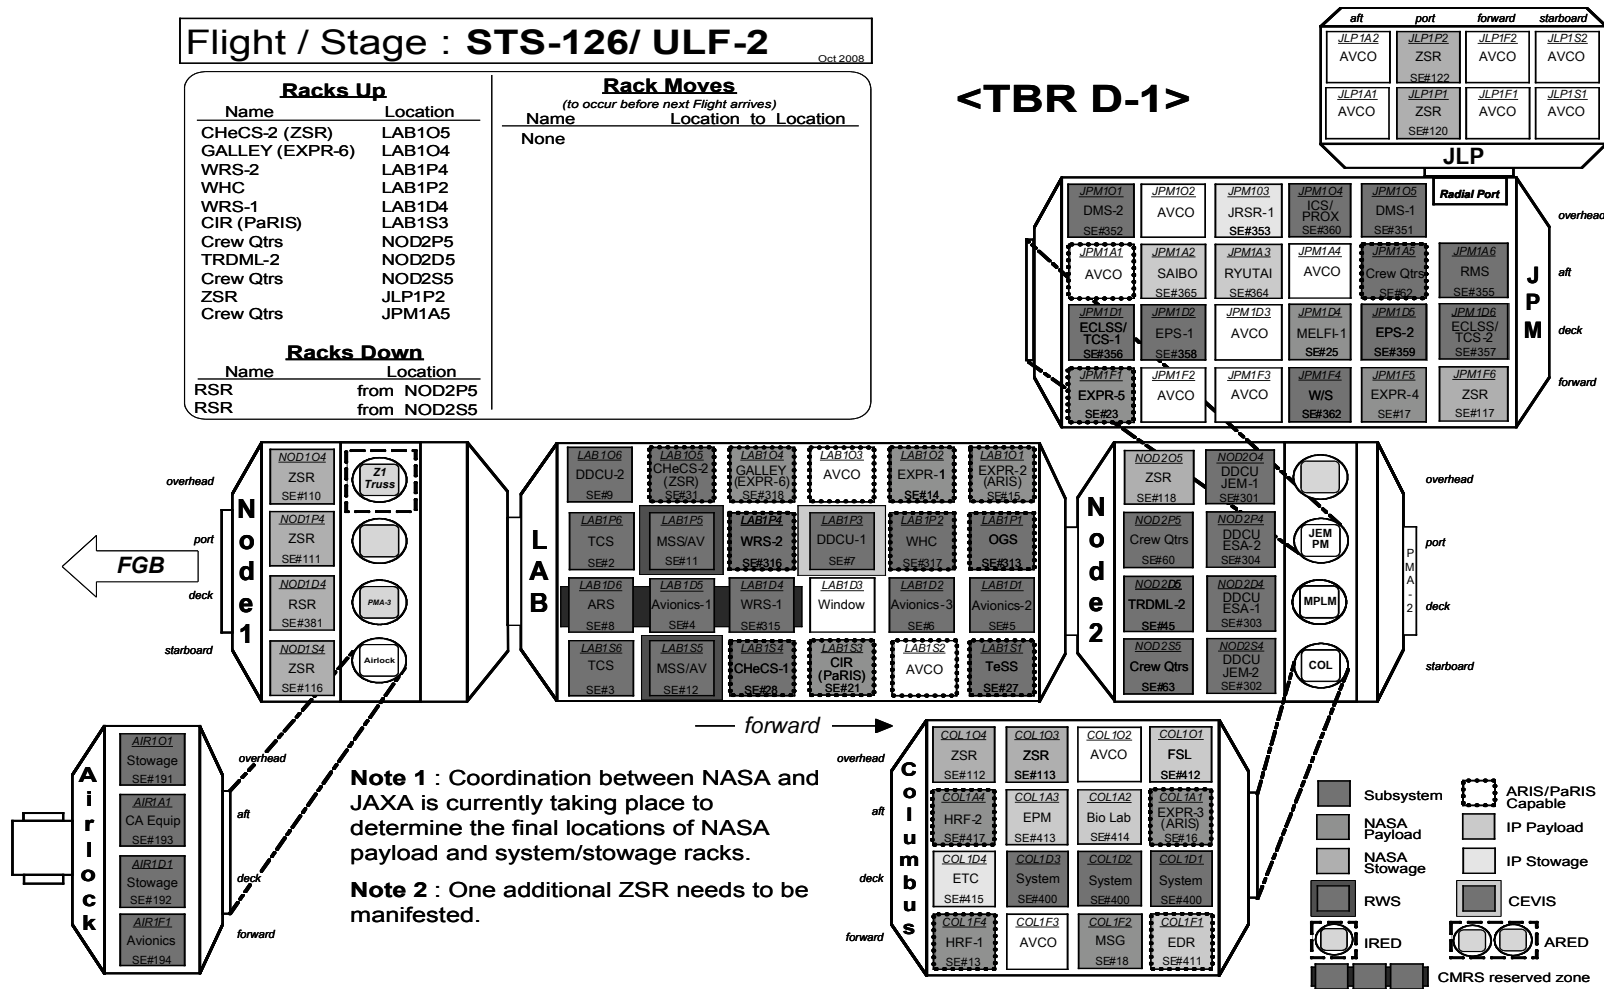 Flight / Stage : STS-126/ ULF-2
Oct 2008
Racks Up
Name Location
CHeCS-2 (ZSR) LAB1O5
GALLEY (EXPR-6) LAB1O4
WRS-2 LAB1P4
WHC LAB1P2
WRS-1 LAB1D4
CIR (PaRIS) LAB1S3
Crew Qtrs NOD2P5
TRDML-2 NOD2D5
Crew Qtrs NOD2S5
ZSR JLP1P2
Crew Qtrs JPM1A5
Racks Down
Name Location
RSR from NOD2P5
RSR from NOD2S5
Rack Moves
(to occur before next Flight arrives)
Name Location to Location
None
<TBR D-1>
aft port forward starboard
JLP1A2 JLP1P2 JLP1F2 JLP1S2
AVCO ZSR AVCO AVCO
SE#122
JLP1A1 JLP1P1 JLP1F1 JLP1S1
AVCO ZSR AVCO AVCO
SE#120
JLP
Radial Port
JPM1O1 JPM1O2 JPM103 JPM1O4 JPM1O5
DMS-2 AVCO JRSR-1 ICS/ PROX DMS-1
SE#352 SE#353 SE#360 SE#351
overhead
JPM1A1 JPM1A2 JPM1A3 JPM1A4 JPM1A5 JPM1A6
AVCO SAIBO RYUTAI AVCO Crew Qtrs RMS
SE#365 SE#364 SE#62 SE#355
aft
JPM1D1 JPM1D2 JPM1D3 JPM1D4 JPM1D5 JPM1D6
ECLSS/ TCS-1 EPS-1 AVCO MELFI-1 EPS-2 ECLSS/ TCS-2
SE#356 SE#358 SE#25 SE#359 SE#357
deck
JPM1F1 JPM1F2 JPM1F3 JPM1F4 JPM1F5 JPM1F6
EXPR-5 AVCO AVCO W/S EXPR-4 ZSR
SE#23 SE#362 SE#17 SE#117
forward
JPM
FGB
overhead
port
deck
starboard
Node1
NOD1O4
ZSR
SE#110
NOD1P4
ZSR
SE#111
NOD1D4
RSR
SE#381
NOD1S4
ZSR
SE#116
Z1 Truss
PMA-3
Airlock
LAB
LAB1O6 LAB1O5 LAB1O4 LAB1O3 LAB1O2 LAB1O1
DDCU-2 CHeCS-2 (ZSR) GALLEY (EXPR-6) AVCO EXPR-1 EXPR-2 (ARIS)
SE#9 SE#31 SE#318 SE#14 SE#15
LAB1P6 LAB1P5 LAB1P4 LAB1P3 LAB1P2 LAB1P1
TCS MSS/AV WRS-2 DDCU-1 WHC OGS
SE#2 SE#11 SE#316 SE#7 SE#317 SE#313
LAB1D6 LAB1D5 LAB1D4 LAB1D3 LAB1D2 LAB1D1
ARS Avionics-1 WRS-1 Window Avionics-3 Avionics-2
SE#8 SE#4 SE#315 SE#6 SE#5
LAB1S6 LAB1S5 LAB1S4 LAB1S3 LAB1S2 LAB1S1
TCS MSS/AV CHeCS-1 CIR (PaRIS) AVCO TeSS
SE#3 SE#12 SE#28 SE#21 SE#27
Node2
NOD2O5 NOD2O4
ZSR DDCU JEM-1
SE#118 SE#301
NOD2P5 NOD2P4
Crew Qtrs DDCU ESA-2
SE#60 SE#304
NOD2D5 NOD2D4
TRDML-2 DDCU ESA-1
SE#45 SE#303
NOD2S5 NOD2S4
Crew Qtrs DDCU JEM-2
SE#63 SE#302
JEM PM
MPLM
COL
PMA-2
overhead
port
deck
starboard
forward
Airlock
AIR1O1
Stowage
SE#191
AIR1A1
CA Equip
SE#193
AIR1D1
Stowage
SE#192
AIR1F1
Avionics
SE#194
overhead
aft
deck
forward
Note 1 : Coordination between NASA and
JAXA is currently taking place to
determine the final locations of NASA
payload and system/stowage racks.
Note 2 : One additional ZSR needs to be
manifested.
overhead
aft
deck
forward
Columbus
COL1O4 COL1O3 COL1O2 COL1O1
ZSR ZSR AVCO FSL
SE#112 SE#113 SE#412
COL1A4 COL1A3 COL1A2 COL1A1
HRF-2 EPM Bio Lab EXPR-3 (ARIS)
SE#417 SE#413 SE#414 SE#16
COL1D4 COL1D3 COL1D2 COL1D1
ETC System System System
SE#415 SE#400 SE#400 SE#400
COL1F4 COL1F3 COL1F2 COL1F1
HRF-1 AVCO MSG EDR
SE#13 SE#18 SE#411
Subsystem
ARIS/PaRIS Capable
NASA Payload
IP Payload
NASA Stowage
IP Stowage
RWS
CEVIS
IRED
ARED
CMRS reserved zone